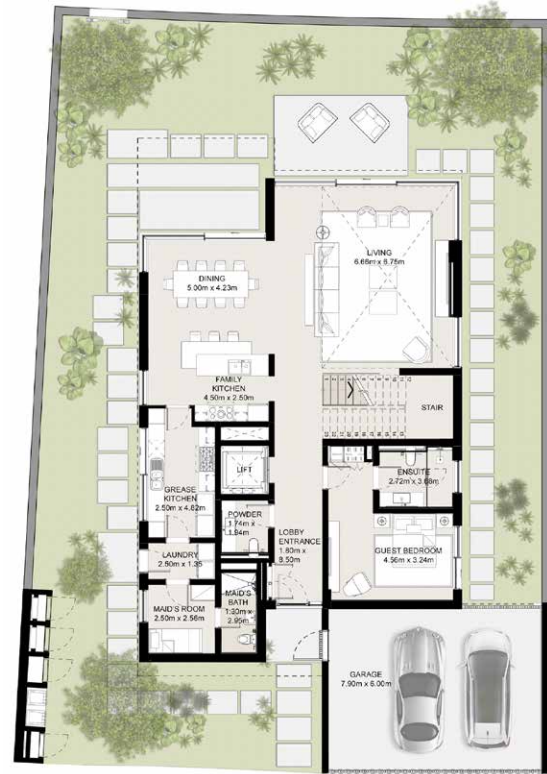 LIVING
6.68m x 6.75m
DINING
5.00m x 4.23m
FAMILY
KITCHEN
4.50m x 2.50m
STAIR
LIFT
ENSUITE
2.72m x 3.08m
GREASE
KITCHEN
2.50m x 4.82m
POWDER
1.74m x
1.94m
LOBBY
ENTRANCE
1.80m x
8.50m
GUEST BEDROOM
4.56m x 3.24m
LAUNDRY
2.60m x 1.35
MAID'S
BATH
1.30m x
2.95m
MAID'S ROOM
2.50m x 2.56m
GARAGE
7.90m x 6.00m